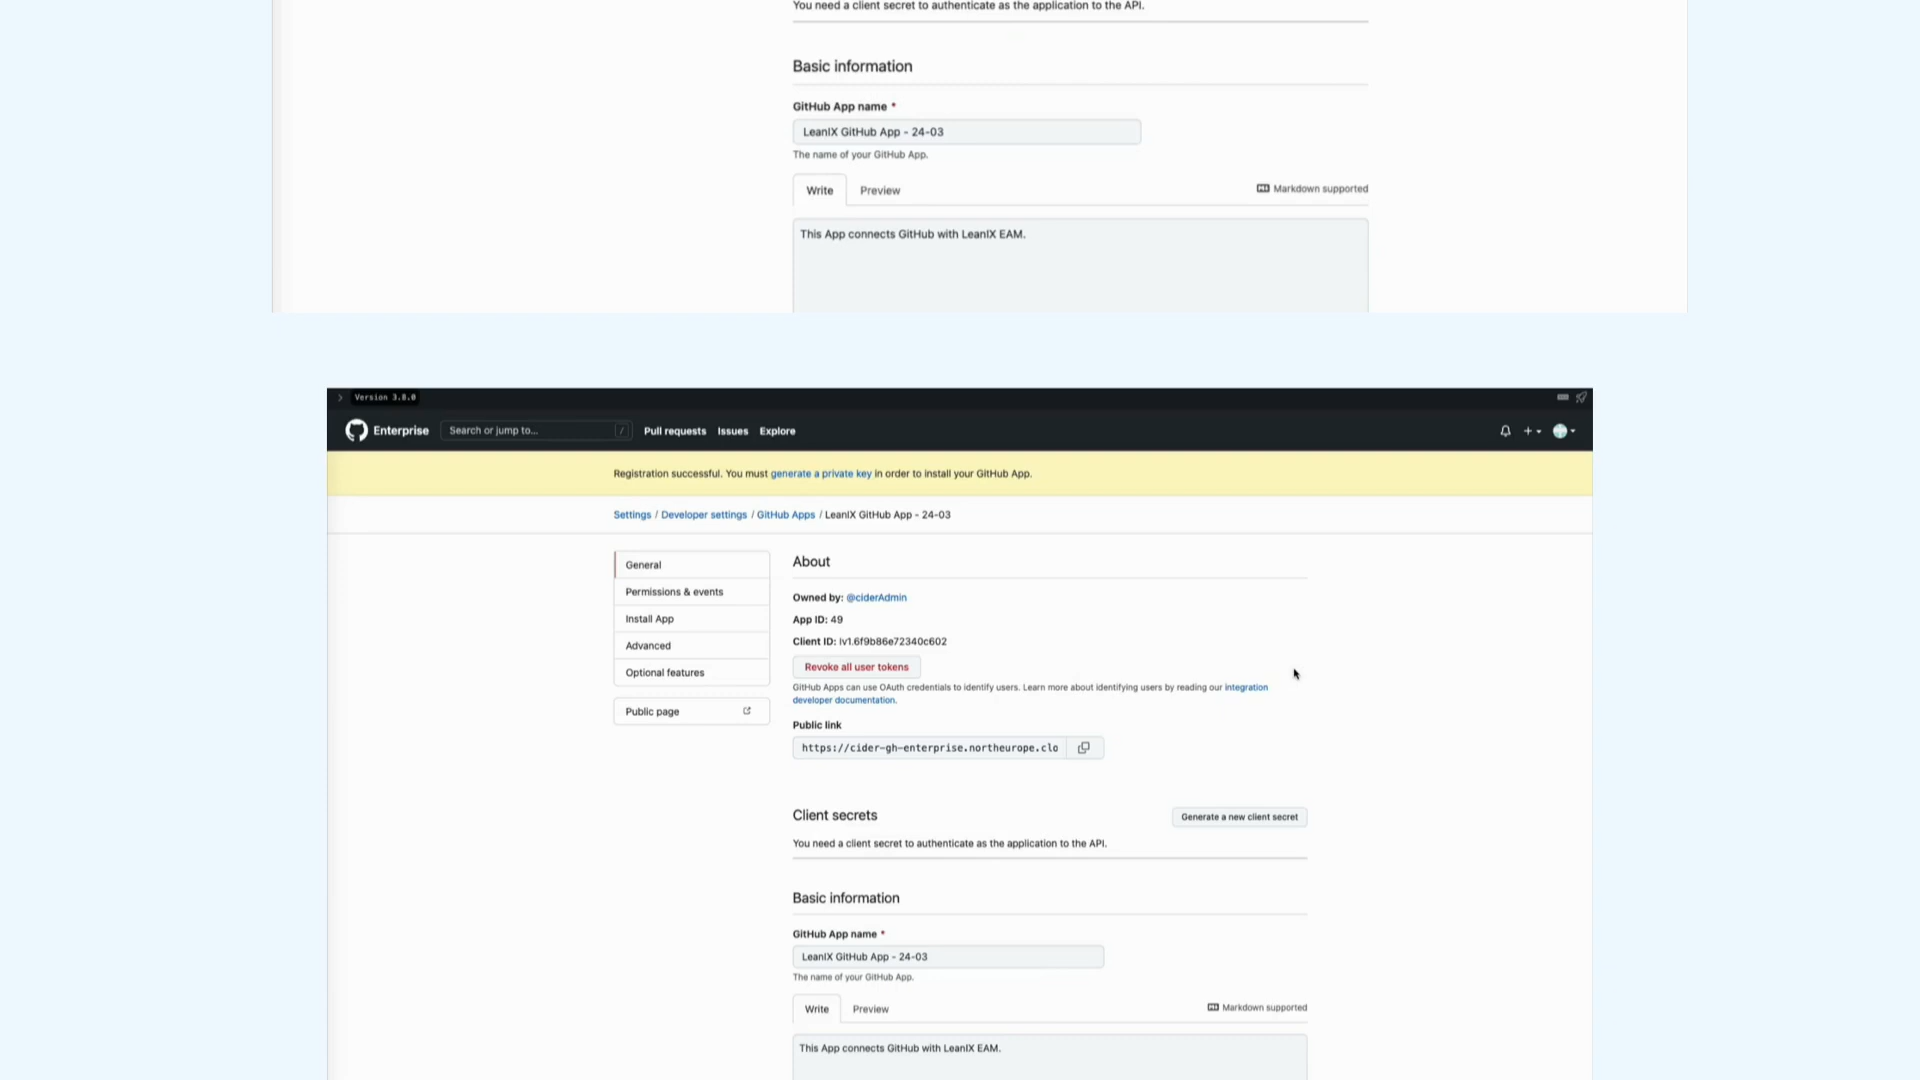 You need a client secret to authenticate as the application to the API.
Basic information
GitHub App name *
LeanIX GitHub App - 24-03
The name of your GitHub App.
Write Preview Markdown supported
This App connects GitHub with LeanIX EAM.
Version 3.8.0
Enterprise Search or jump to... / Pull requests Issues Explore
Registration successful. You must generate a private key in order to install your GitHub App.
Settings / Developer settings / GitHub Apps / LeanIX GitHub App - 24-03
General
Permissions & events
Install App
Advanced
Optional features
Public page
About
Owned by: @ciderAdmin
App ID: 49
Client ID: Iv1.6f9b86e72340c602
Revoke all user tokens
GitHub Apps can use OAuth credentials to identify users. Learn more about identifying users by reading our integration
developer documentation.
Public link
https://cider-gh-enterprise.northeurope.clo
Client secrets Generate a new client secret
You need a client secret to authenticate as the application to the API.
Basic information
GitHub App name *
LeanIX GitHub App - 24-03
The name of your GitHub App.
Write Preview Markdown supported
This App connects GitHub with LeanIX EAM.